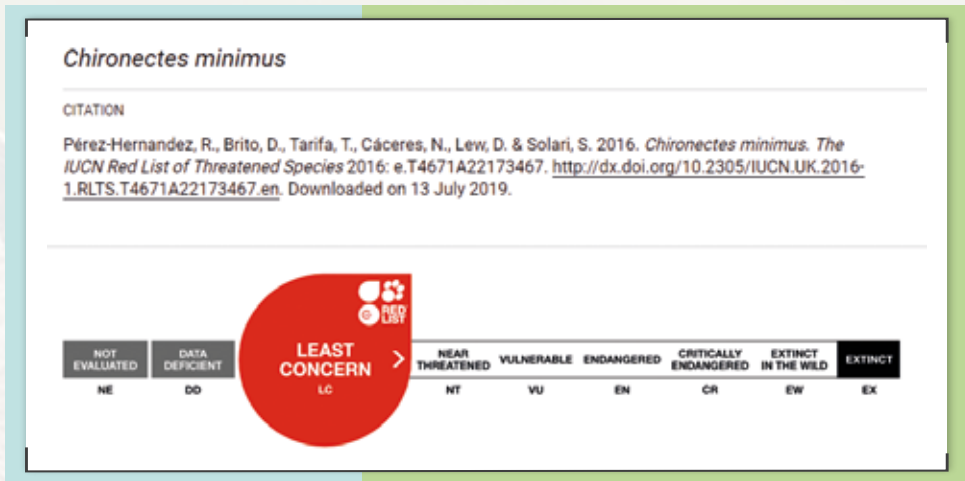 Chironectes minimus
CITATION
Pérez-Hernandez, R., Brito, D., Tarifa, T., Cáceres, N., Lew, D. & Solari, S. 2016. Chironectes minimus. The
IUCN Red List of Threatened Species 2016: e.T4671A22173467. http://dx.doi.org/10.2305/IUCN.UK.2016-
1.RLTS.T4671A22173467.en. Downloaded on 13 July 2019.
RED
LIST
NOT
EVALUATED
NE
DATA
DEFICIENT
DD
LEAST
CONCERN
LC
NEAR
THREATENED
NT
VULNERABLE
VU
ENDANGERED
EN
CRITICALLY
ENDANGERED
CR
EXTINCT
IN THE WILD
EW
EXTINCT
EX